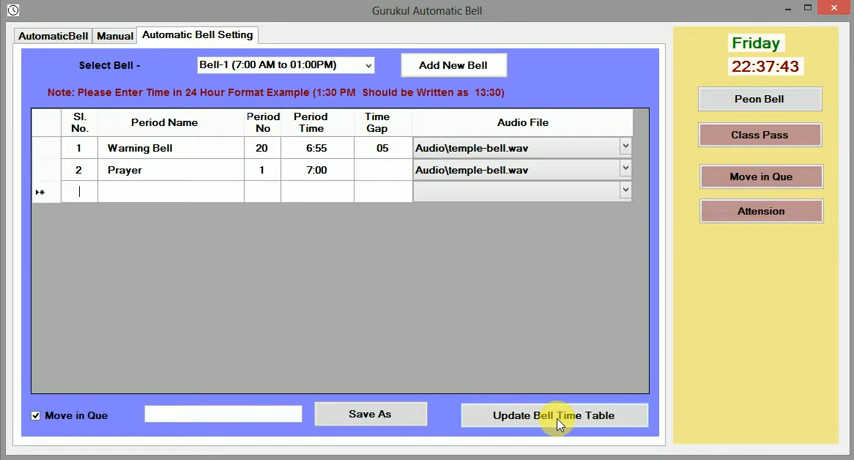 Gurukul Automatic Bell
AutomaticBell Manual Automatic Bell Setting
Select Bell - Bell-1 (7:00 AM to 01:00PM) Add New Bell
Note: Please Enter Time in 24 Hour Format Example (1:30 PM Should be Written as 13:30)
Sl. No. Period Name Period No Period Time Time Gap Audio File
1 Warning Bell 20 6:55 05 Audio\temple-bell.wav
2 Prayer 1 7:00 Audio\temple-bell.wav
Move in Que Save As Update Bell Time Table
Friday
22:37:43
Peon Bell
Class Pass
Move in Que
Attension